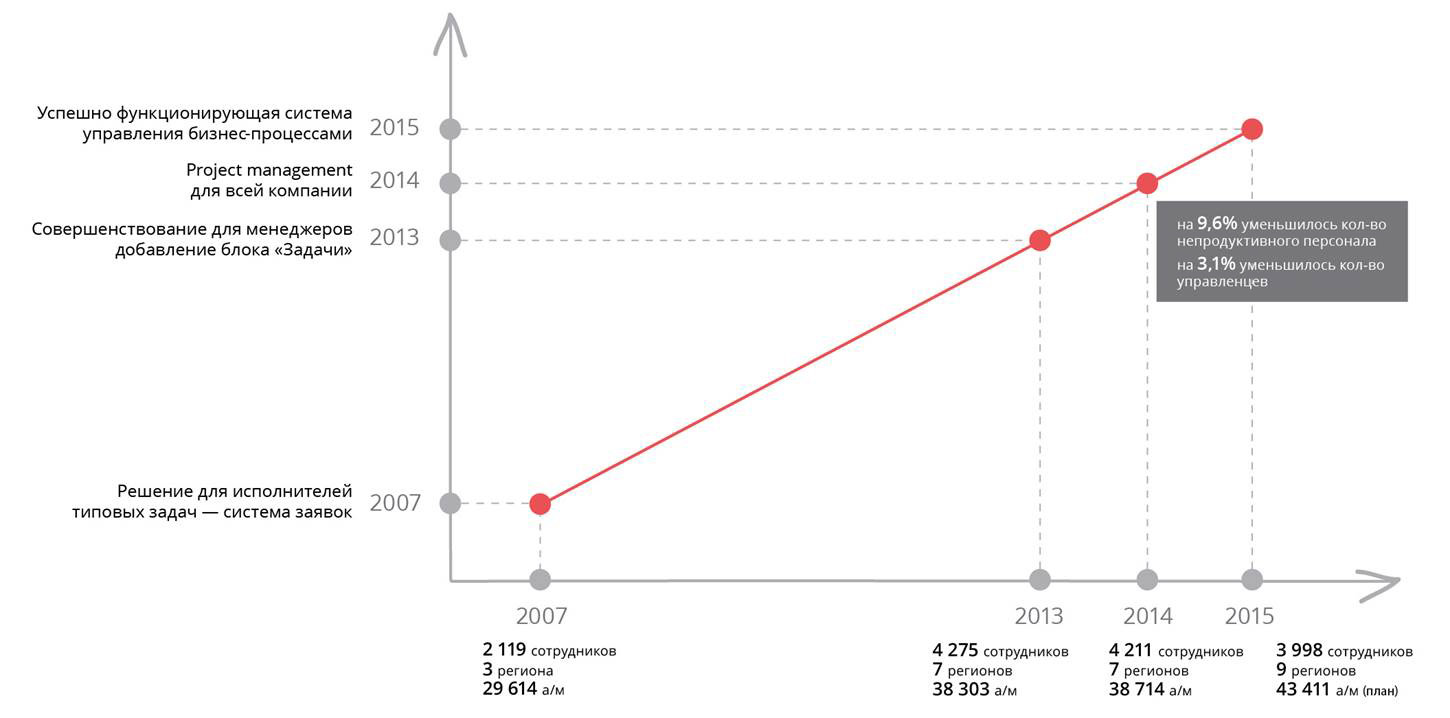 Успешно функционирующая система
управления бизнес-процессами
2015
Project management
для всей компании
2014
Совершенствование для менеджеров
добавление блока «Задачи»
2013
на 9,6% уменьшилось кол-во
непродуктивного персонала
на 3,1% уменьшилось кол-во
управленцев
Решение для исполнителей
типовых задач — система заявок
2007
2007
2 119 сотрудников
3 региона
29 614 а/м
2013
4 275 сотрудников
7 регионов
38 303 а/м
2014
4 211 сотрудников
7 регионов
38 714 а/м
2015
3 998 сотрудников
9 регионов
43 411 а/м (план)